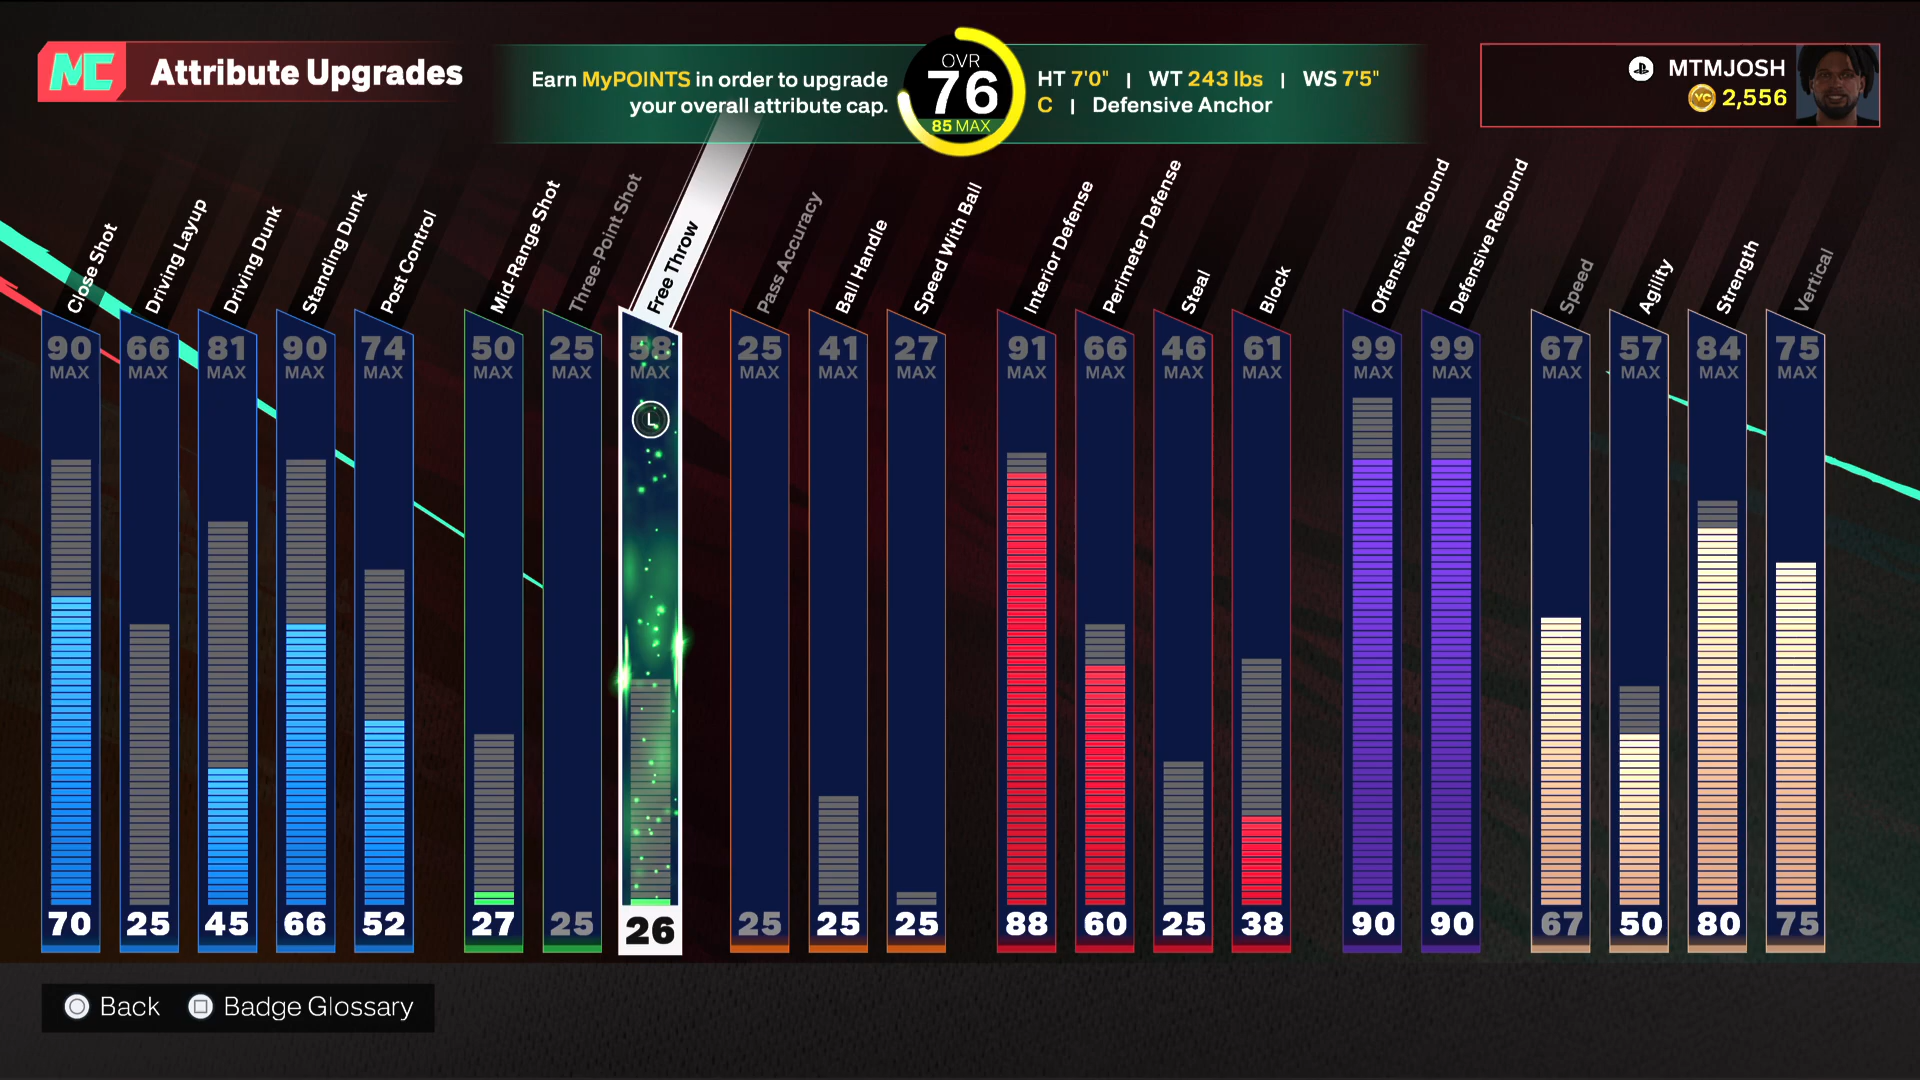 MC Attribute Upgrades
Earn MyPOINTS in order to upgrade
your overall attribute cap.
OVR
76
85 MAX
HT 7'0" | WT 243 lbs | WS 7'5"
C | Defensive Anchor
MTMJOSH
VC 2,556
Close Shot
Driving Layup
Driving Dunk
Standing Dunk
Post Control
Mid-Range Shot
Three-Point Shot
Free Throw
Pass Accuracy
Ball Handle
Speed With Ball
Interior Defense
Perimeter Defense
Steal
Block
Offensive Rebound
Defensive Rebound
Speed
Agility
Strength
Vertical
90 66 81 90 74 50 25 58 25 41 27 91 66 46 61 99 99 67 57 84 75
MAX MAX MAX MAX MAX MAX MAX MAX MAX MAX MAX MAX MAX MAX MAX MAX MAX MAX MAX MAX MAX
L
70 25 45 66 52 27 25 26 25 25 25 88 60 25 38 90 90 67 50 80 75
Back Badge Glossary